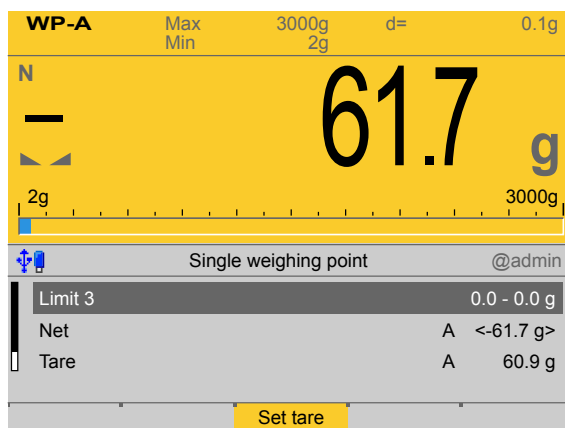 WP-A Max 3000g d= 0.1g
Min 2g
N
– 61.7 g
2g 3000g
Single weighing point @admin
Limit 3 0.0 - 0.0 g
Net A <-61.7 g>
Tare A 60.9 g
Set tare